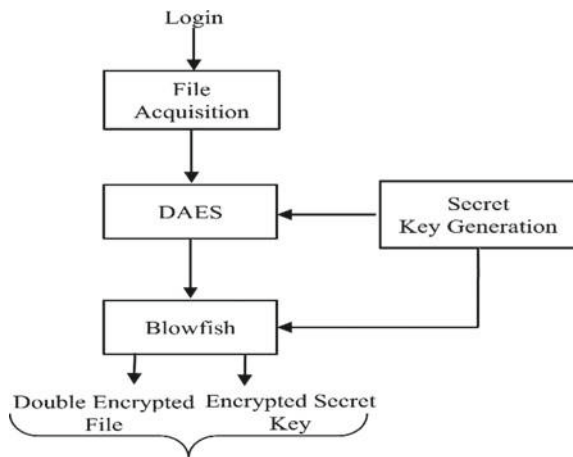 Login
File
Acquisition
DAES
Secret
Key Generation
Blowfish
Double Encrypted
File
Encrypted Secret
Key